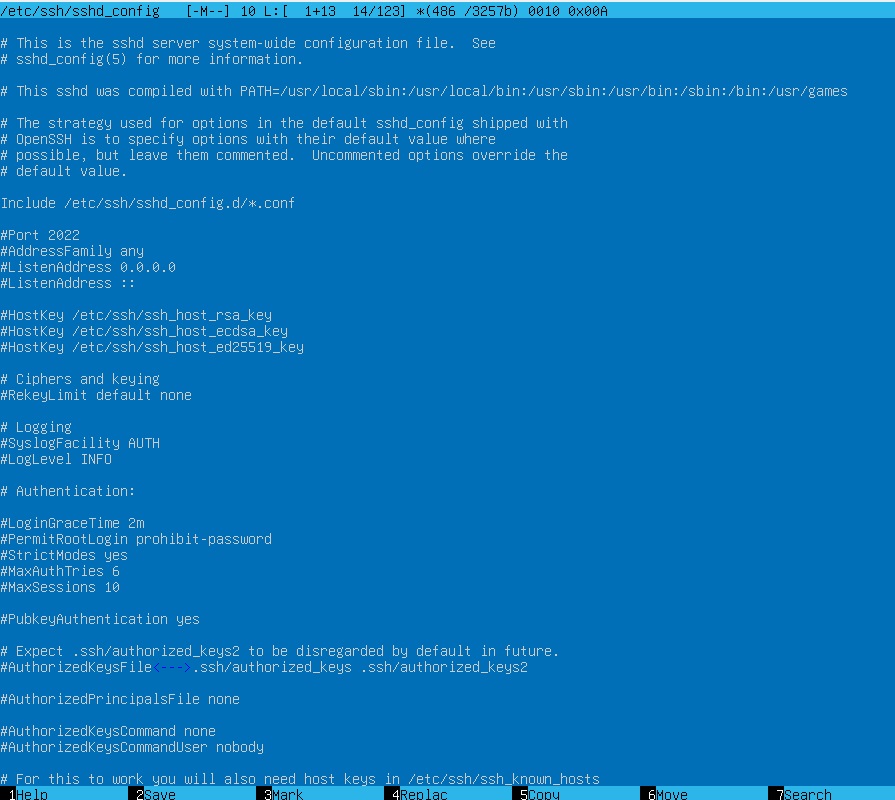 /etc/ssh/sshd_config   [-M--] 10 L:[  1+13  14/123] *(486 /3257b) 0010 0x00A
# This is the sshd server system-wide configuration file.  See
# sshd_config(5) for more information.
# This sshd was compiled with PATH=/usr/local/sbin:/usr/local/bin:/usr/sbin:/usr/bin:/sbin:/bin:/usr/games
# The strategy used for options in the default sshd_config shipped with
# OpenSSH is to specify options with their default value where
# possible, but leave them commented.  Uncommented options override the
# default value.
Include /etc/ssh/sshd_config.d/*.conf
#Port 2022
#AddressFamily any
#ListenAddress 0.0.0.0
#ListenAddress ::
#HostKey /etc/ssh/ssh_host_rsa_key
#HostKey /etc/ssh/ssh_host_ecdsa_key
#HostKey /etc/ssh/ssh_host_ed25519_key
# Ciphers and keying
#RekeyLimit default none
# Logging
#SyslogFacility AUTH
#LogLevel INFO
# Authentication:
#LoginGraceTime 2m
#PermitRootLogin prohibit-password
#StrictModes yes
#MaxAuthTries 6
#MaxSessions 10
#PubkeyAuthentication yes
# Expect .ssh/authorized_keys2 to be disregarded by default in future.
#AuthorizedKeysFile<--->.ssh/authorized_keys .ssh/authorized_keys2
#AuthorizedPrincipalsFile none
#AuthorizedKeysCommand none
#AuthorizedKeysCommandUser nobody
# For this to work you will also need host keys in /etc/ssh/ssh_known_hosts
1Help 2Save 3Mark 4Replac 5Copy 6Move 7Search